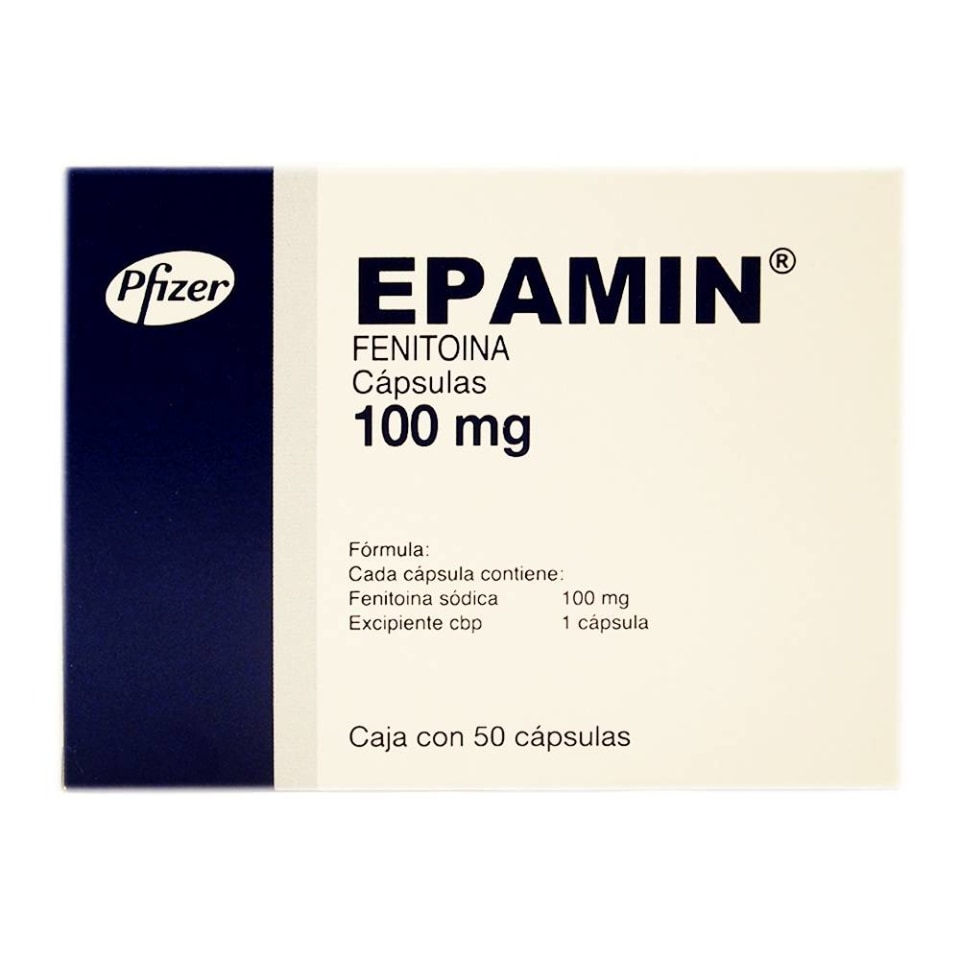 Pfizer
EPAMIN®
FENITOINA
Cápsulas
100 mg
Fórmula:
Cada cápsula contiene:
Fenitoina sódica 100 mg
Excipiente cbp 1 cápsula
Caja con 50 cápsulas